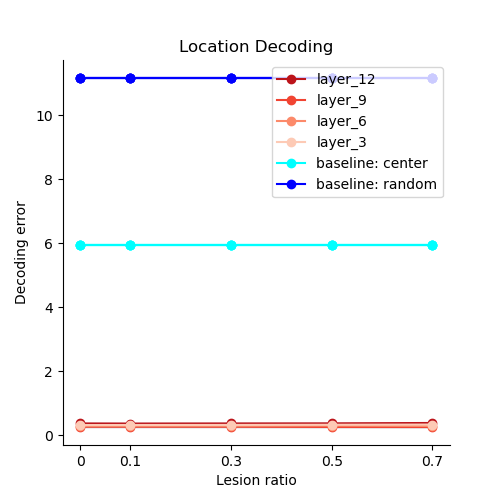 Location Decoding
layer_12
layer_9
layer_6
layer_3
baseline: center
baseline: random
Decoding error
10
8
6
4
2
0
0 0.1 0.3 0.5 0.7
Lesion ratio